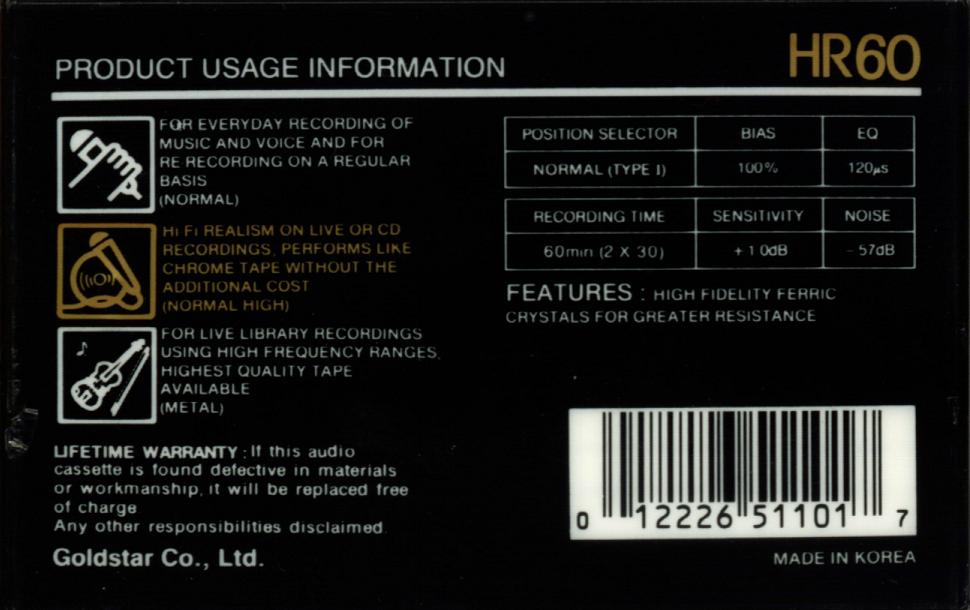 PRODUCT USAGE INFORMATION
HR60
FOR EVERYDAY RECORDING OF
MUSIC AND VOICE AND FOR
RE RECORDING ON A REGULAR
BASIS
(NORMAL)
Hi Fi REALISM ON LIVE OR CD
RECORDINGS, PERFORMS LIKE
CHROME TAPE WITHOUT THE
ADDITIONAL COST
(NORMAL HIGH)
FOR LIVE LIBRARY RECORDINGS
USING HIGH FREQUENCY RANGES,
HIGHEST QUALITY TAPE
AVAILABLE
(METAL)
LIFETIME WARRANTY : If this audio
cassette is found defective in materials
or workmanship, it will be replaced free
of charge
Any other responsibilities disclaimed.
Goldstar Co., Ltd.
POSITION SELECTOR BIAS EQ
NORMAL (TYPE I) 100% 120μs
RECORDING TIME SENSITIVITY NOISE
60min (2 X 30) +1 0dB -57dB
FEATURES : HIGH FIDELITY FERRIC
CRYSTALS FOR GREATER RESISTANCE
0 12226 51101 7
MADE IN KOREA